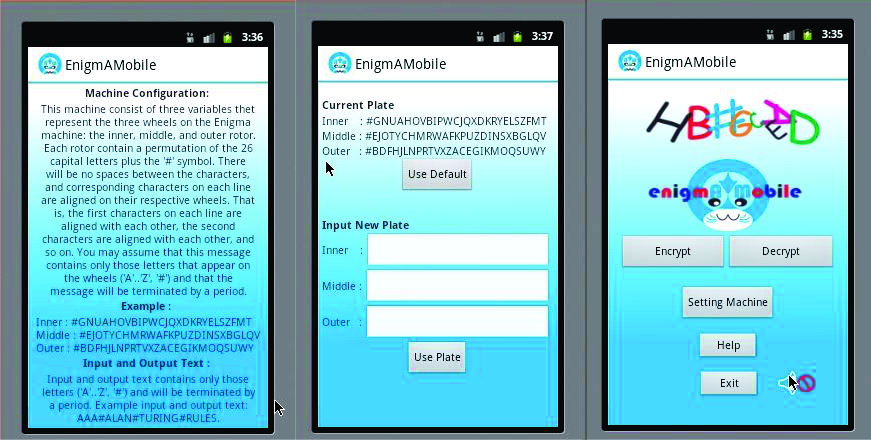 3:36
EnigmAMobile
Machine Configuration:
This machine consist of three variables thet
represent the three wheels on the Enigma
machine: the inner, middle, and outer rotor.
Each rotor contain a permutation of the 26
capital letters plus the '#' symbol. There
will be no spaces between the characters,
and corresponding characters on each line
are aligned on their respective wheels. That
is, the first characters on each line are
aligned with each other, the second
characters are aligned with each other, and
so on. You may assume that this message
contains only those letters that appear on
the wheels ('A'..'Z', '#') and that the
message will be terminated by a period.
Example :
Inner : #GNUAHOVBIPWCJQXDKRYELSZFMT
Middle : #EJOTYCHMRWAFKPUZDINSXBGLQV
Outer : #BDFHJLNPRTVXZACEGIKMOQSUWY
Input and Output Text :
Input and output text contains only those
letters ('A'..'Z', '#') and will be terminated by
a period. Example input and output text:
AAA#ALAN#TURING#RULES.
3:37
EnigmAMobile
Current Plate
Inner : #GNUAHOVBIPWCJQXDKRYELSZFMT
Middle : #EJOTYCHMRWAFKPUZDINSXBGLQV
Outer : #BDFHJLNPRTVXZACEGIKMOQSUWY
Use Default
Input New Plate
Inner :
Middle :
Outer :
Use Plate
3:35
EnigmAMobile
enigmA Mobile
Encrypt Decrypt
Setting Machine
Help
Exit